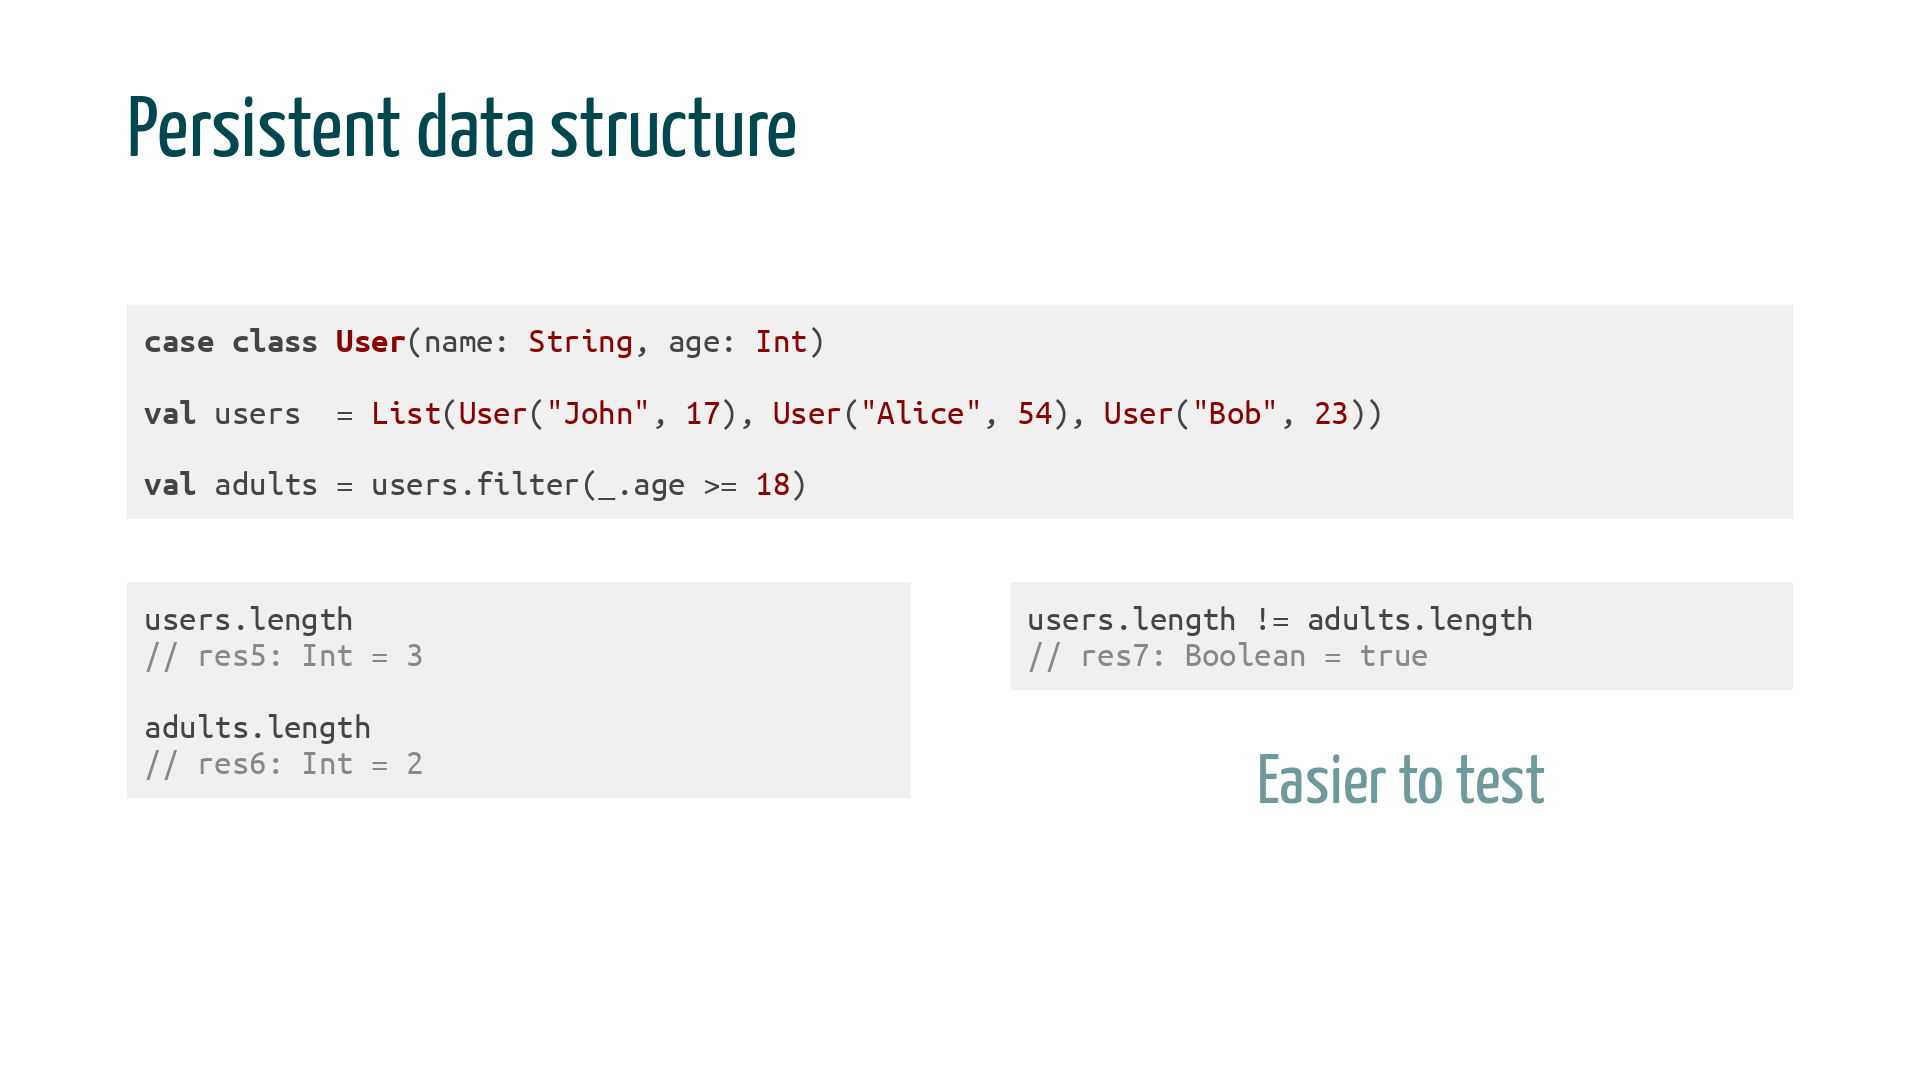 Persistent data structure
case class User(name: String, age: Int)
val users  = List(User("John", 17), User("Alice", 54), User("Bob", 23))
val adults = users.filter(_.age >= 18)
users.length
// res5: Int = 3
adults.length
// res6: Int = 2
users.length != adults.length
// res7: Boolean = true
Easier to test